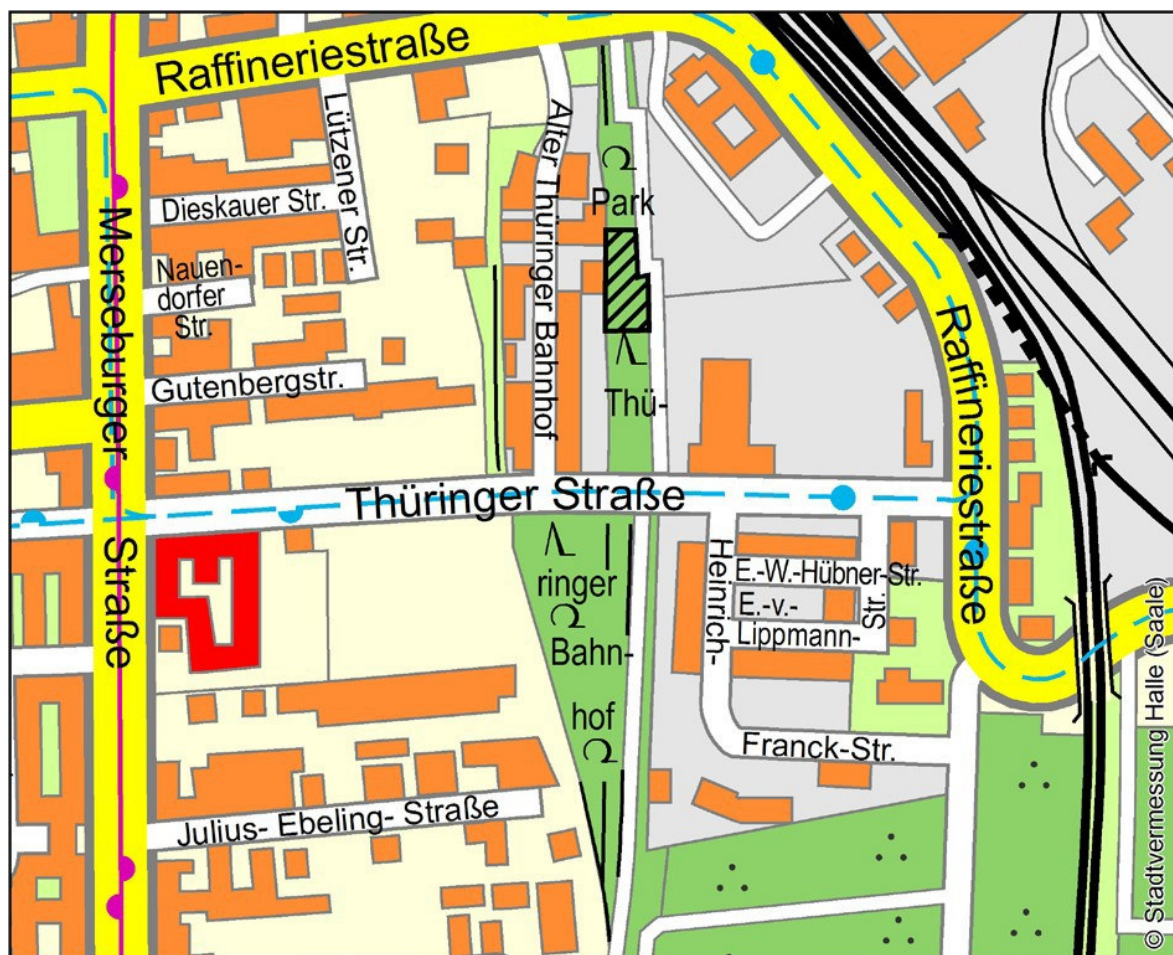 Raffineriestraße
Lützener Str.
Alter Thüringer Bahnhof
Park
Dieskauer Str.
Merseburger Straße
Nauen-
dorfer
Str.
Gutenbergstr.
Raffineriestraße
Thü-
Thüringer Straße
ringer
Bahn-
hof
Heinrich-
E.-W.-Hübner-Str.
E.-v.-
Lippmann-
Str.
Franck-Str.
Julius- Ebeling- Straße
© Stadtvermessung Halle (Saale)